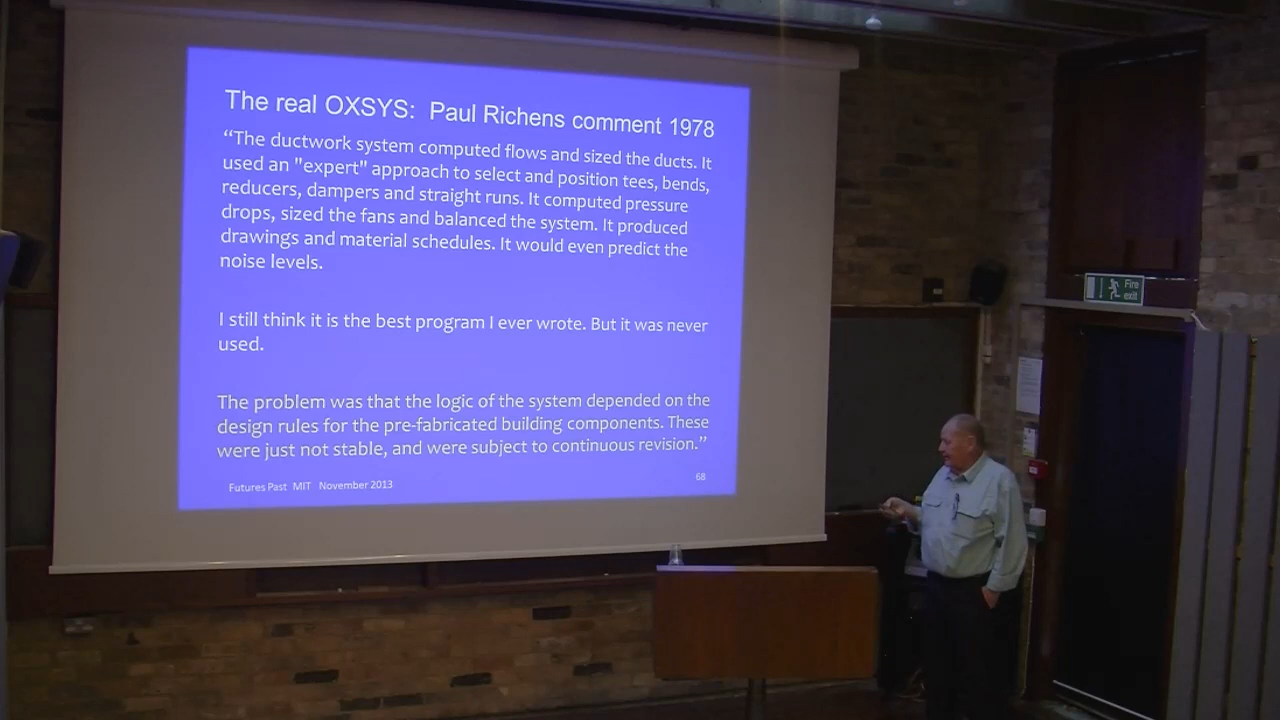 The real OXSYS: Paul Richens comment 1978
“The ductwork system computed flows and sized the ducts. It
used an "expert" approach to select and position tees, bends,
reducers, dampers and straight runs. It computed pressure
drops, sized the fans and balanced the system. It produced
drawings and material schedules. It would even predict the
noise levels.
I still think it is the best program I ever wrote. But it was never
used.
The problem was that the logic of the system depended on the
design rules for the pre-fabricated building components. These
were just not stable, and were subject to continuous revision.”
Futures Past MIT November 2013
68
Fire
exit